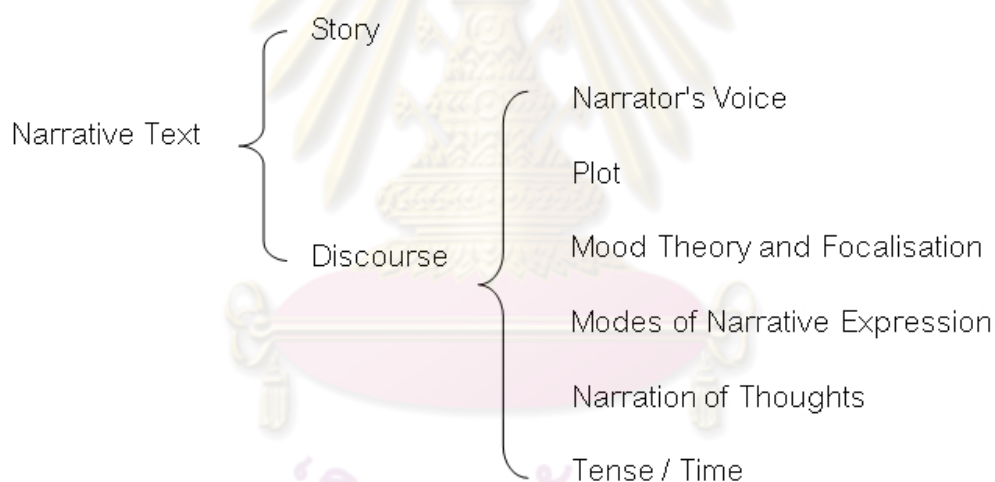 Story
Narrator's Voice
Narrative Text
Plot
Mood Theory and Focalisation
Discourse
Modes of Narrative Expression
Narration of Thoughts
Tense / Time